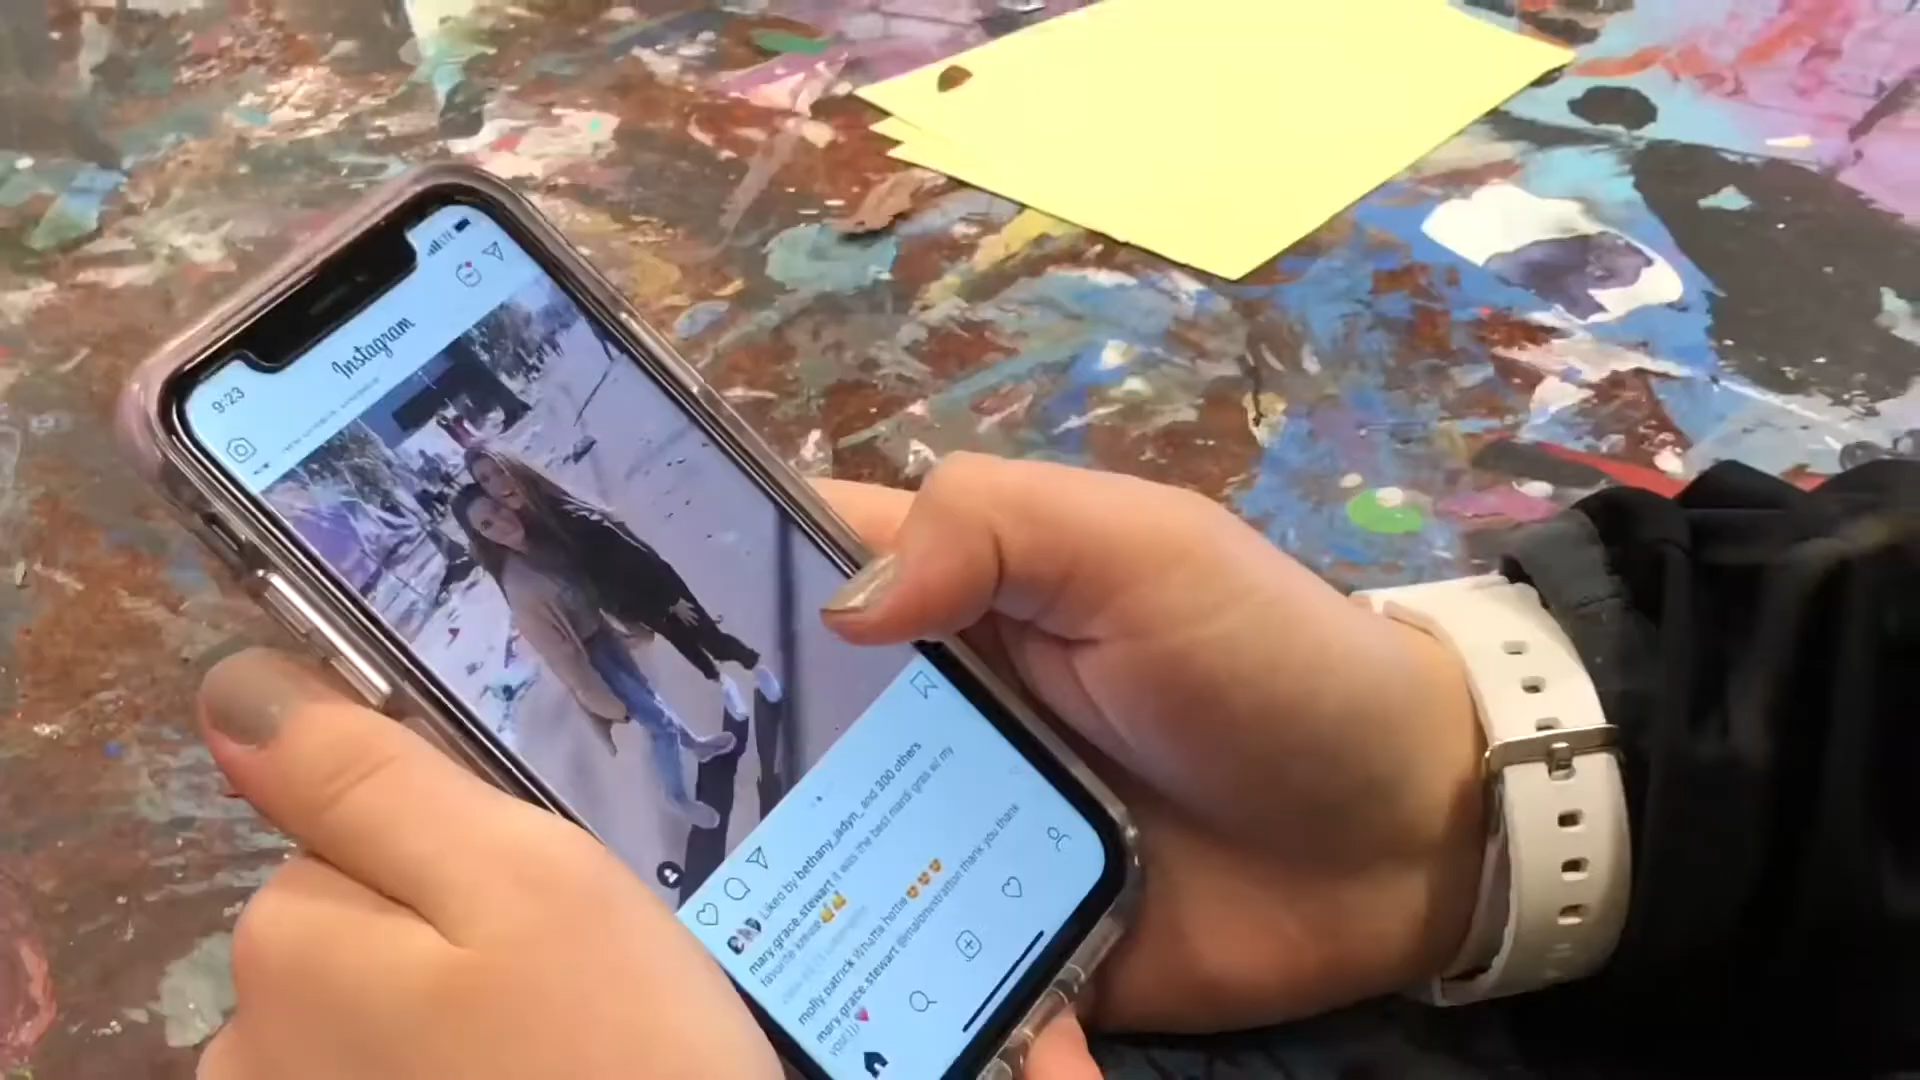 9:23
LTE
Instagram
Liked by bethany_jadyn_ and 300 others
mary.grace.stewart it was the best mardi gras w/ my
favorite krewe
molly.patrick Whatta hottie 😍😍😍
mary.grace.stewart thank you thank